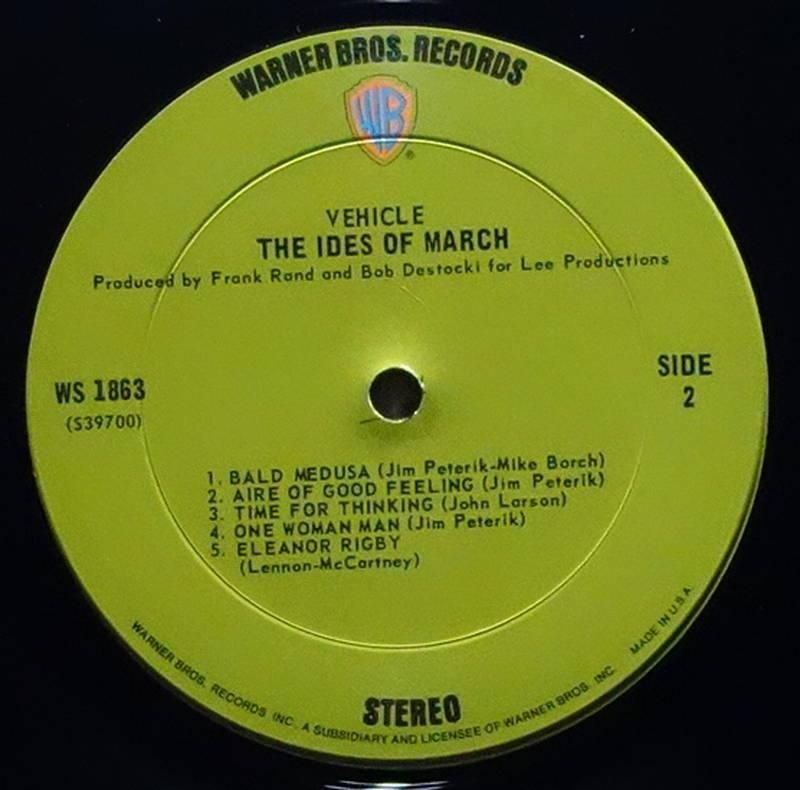 WARNER BROS. RECORDS
WB
®
VEHICLE
THE IDES OF MARCH
Produced by Frank Rand and Bob Destocki for Lee Productions
WS 1863
(S39700)
SIDE
2
1. BALD MEDUSA (Jim Peterik-Mike Borch)
2. AIRE OF GOOD FEELING (Jim Peterik)
3. TIME FOR THINKING (John Larson)
4. ONE WOMAN MAN (Jim Peterik)
5. ELEANOR RIGBY
(Lennon-McCartney)
STEREO
WARNER BROS. RECORDS INC. A SUBSIDIARY AND LICENSEE OF WARNER BROS. INC. MADE IN U.S.A.